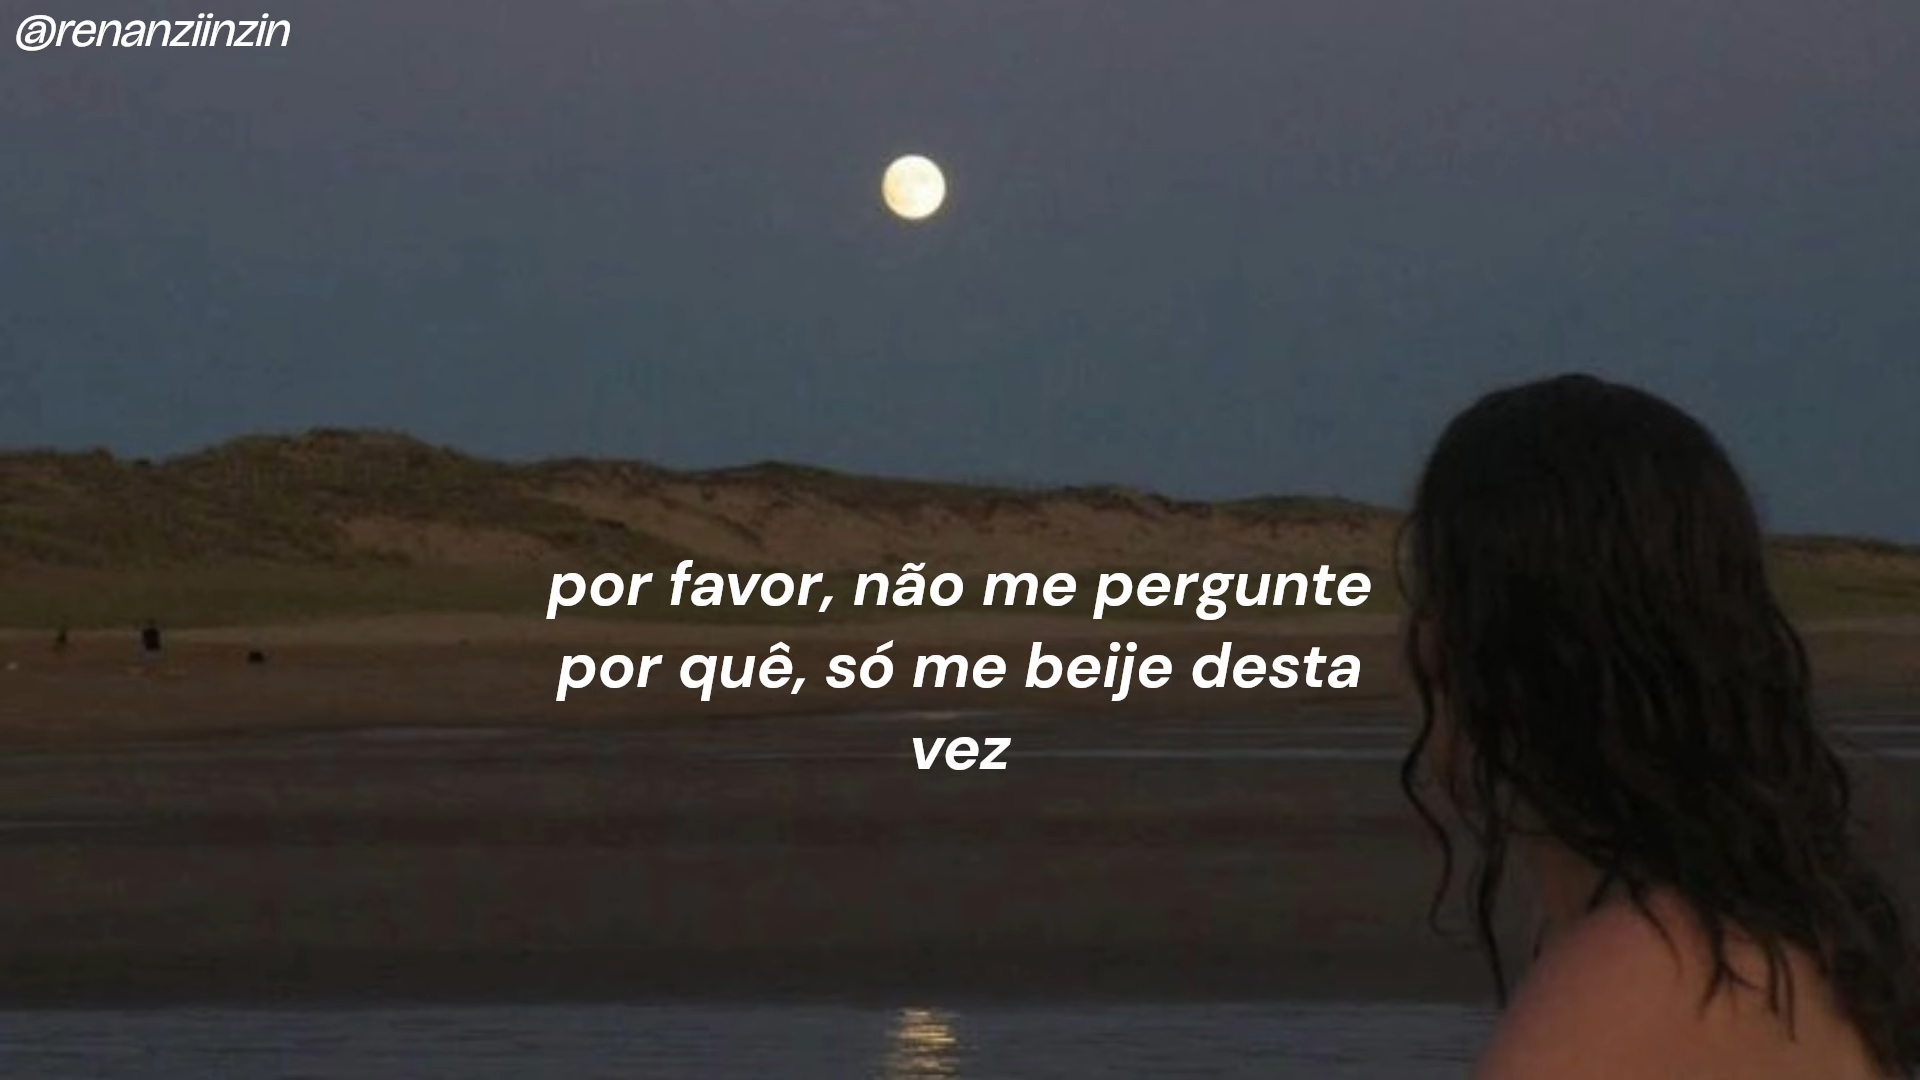 @renanziinzin
por favor, não me pergunte
por quê, só me beije desta
vez